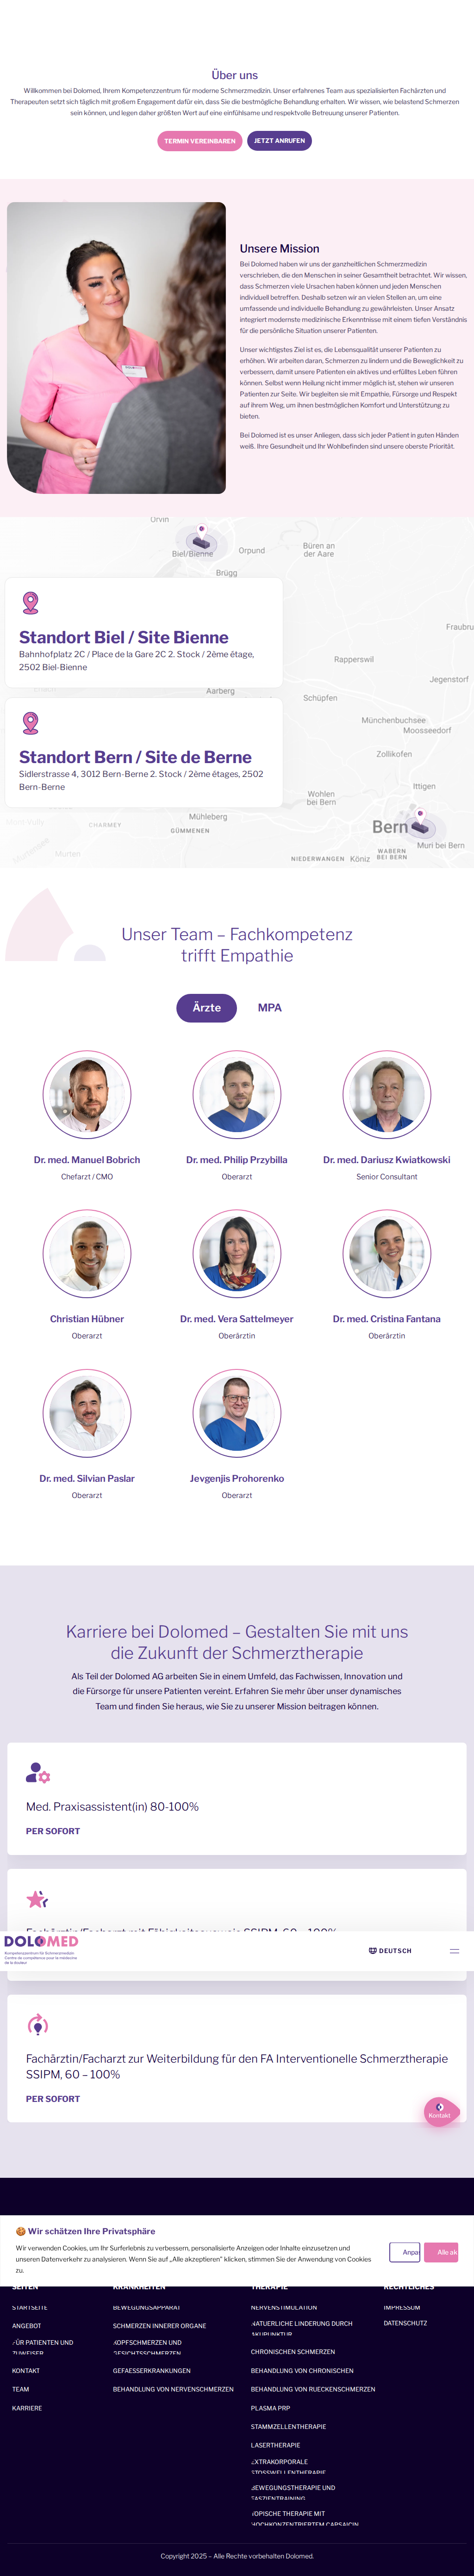 Über uns
Willkommen bei Dolomed, Ihrem Kompetenzzentrum für moderne Schmerzmedizin. Unser erfahrenes Team aus spezialisierten Fachärzten und
Therapeuten setzt sich täglich mit großem Engagement dafür ein, dass Sie die bestmögliche Behandlung erhalten. Wir wissen, wie belastend Schmerzen
sein können, und legen daher größten Wert auf eine einfühlsame und respektvolle Betreuung unserer Patienten.
TERMIN VEREINBAREN
JETZT ANRUFEN
Unsere Mission
Bei Dolomed haben wir uns der ganzheitlichen Schmerzmedizin
verschrieben, die den Menschen in seiner Gesamtheit betrachtet. Wir wissen,
dass Schmerzen viele Ursachen haben können und jeden Menschen
individuell betreffen. Deshalb setzen wir an vielen Stellen an, um eine
umfassende und individuelle Behandlung zu gewährleisten. Unser Ansatz
integriert modernste medizinische Erkenntnisse mit einem tiefen Verständnis
für die persönliche Situation unserer Patienten.
Unser wichtigstes Ziel ist es, die Lebensqualität unserer Patienten zu
erhöhen. Wir arbeiten daran, Schmerzen zu lindern und die Beweglichkeit zu
verbessern, damit unsere Patienten ein aktives und erfülltes Leben führen
können. Selbst wenn Heilung nicht immer möglich ist, stehen wir unseren
Patienten zur Seite. Wir begleiten sie mit Empathie, Fürsorge und Respekt
auf ihrem Weg, um ihnen bestmöglichen Komfort und Unterstützung zu
bieten.
Bei Dolomed ist es unser Anliegen, dass sich jeder Patient in guten Händen
weiß. Ihre Gesundheit und Ihr Wohlbefinden sind unsere oberste Priorität.
Orvin
Biel/Bienne
Orpund
Büren an
der Aare
Brügg
Standort Biel / Site Bienne
Bahnhofplatz 2C / Place de la Gare 2C 2. Stock / 2ème étage,
2502 Biel-Bienne
Fraubru
Rapperswil
Jegenstorf
Aarberg
Schüpfen
Standort Bern / Site de Berne
Sidlerstrasse 4, 3012 Bern-Berne 2. Stock / 2ème étages, 2502
Bern-Berne
Münchenbuchsee
Moosseedorf
Zollikofen
Ittigen
Wohlen
bei Bern
Mühleberg
CHARMEY
GÜMMENEN
Bern
Muri bei Bern
WABERN
BEI BERN
Murten
NIEDERWANGEN
Köniz
Unser Team – Fachkompetenz
trifft Empathie
Ärzte
MPA
Dr. med. Manuel Bobrich
Chefarzt / CMO
Dr. med. Philip Przybilla
Oberarzt
Dr. med. Dariusz Kwiatkowski
Senior Consultant
Christian Hübner
Oberarzt
Dr. med. Vera Sattelmeyer
Oberärztin
Dr. med. Cristina Fantana
Oberärztin
Dr. med. Silvian Paslar
Oberarzt
Jevgenjis Prohorenko
Oberarzt
Karriere bei Dolomed – Gestalten Sie mit uns
die Zukunft der Schmerztherapie
Als Teil der Dolomed AG arbeiten Sie in einem Umfeld, das Fachwissen, Innovation und
die Fürsorge für unsere Patienten vereint. Erfahren Sie mehr über unser dynamisches
Team und finden Sie heraus, wie Sie zu unserer Mission beitragen können.
Med. Praxisassistent(in) 80-100%
PER SOFORT
DOLOMED
Kompetenzzentrum für Schmerzmedizin
Centre de compétence pour la médecine
de la douleur
DEUTSCH
Fachärztin/Facharzt zur Weiterbildung für den FA Interventionelle Schmerztherapie
SSIPM, 60 – 100%
PER SOFORT
Kontakt
🍪 Wir schätzen Ihre Privatsphäre
Wir verwenden Cookies, um Ihr Surferlebnis zu verbessern, personalisierte Anzeigen oder Inhalte einzusetzen und
unseren Datenverkehr zu analysieren. Wenn Sie auf „Alle akzeptieren" klicken, stimmen Sie der Anwendung von Cookies
zu.
Anpa
Alle ak
SEITEN
STARTSEITE
ANGEBOT
FÜR PATIENTEN UND
ZUWEISER
KONTAKT
TEAM
KARRIERE
KRANKHEITEN
BEWEGUNGSAPPARAT
SCHMERZEN INNERER ORGANE
KOPFSCHMERZEN UND
GESICHTSSCHMERZEN
GEFAESSERKRANKUNGEN
BEHANDLUNG VON NERVENSCHMERZEN
THERAPIE
NERVENSTIMULATION
NATUERLICHE LINDERUNG DURCH
AKUPUNKTUR
CHRONISCHEN SCHMERZEN
BEHANDLUNG VON CHRONISCHEN
BEHANDLUNG VON RUECKENSCHMERZEN
PLASMA PRP
STAMMZELLENTHERAPIE
LASERTHERAPIE
EXTRAKORPORALE
STOSSWELLENTHERAPIE
BEWEGUNGSTHERAPIE UND
FASZIENTRAINING
TOPISCHE THERAPIE MIT
HOCHKONZENTRIERTEM CAPSAICIN
RECHTLICHES
IMPRESSUM
DATENSCHUTZ
Copyright 2025 – Alle Rechte vorbehalten Dolomed.